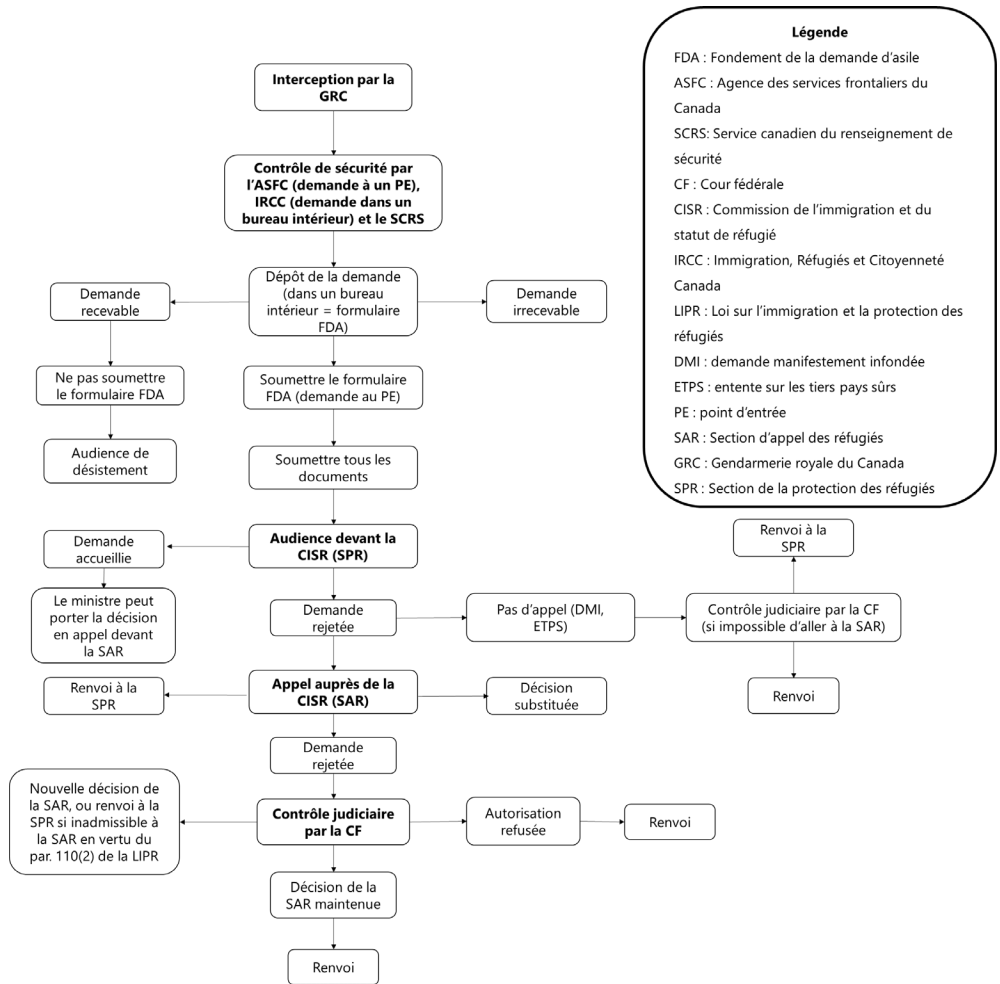 Légende
FDA : Fondement de la demande d’asile
ASFC : Agence des services frontaliers du
Canada
SCRS: Service canadien du renseignement de
sécurité
CF : Cour fédérale
CISR : Commission de l’immigration et du
statut de réfugié
IRCC : Immigration, Réfugiés et Citoyenneté
Canada
LIPR : Loi sur l’immigration et la protection des
réfugiés
DMI : demande manifestement infondée
ETPS : entente sur les tiers pays sûrs
PE : point d’entrée
SAR : Section d’appel des réfugiés
GRC : Gendarmerie royale du Canada
SPR : Section de la protection des réfugiés
Interception par la
GRC
Contrôle de sécurité par
l’ASFC (demande à un PE),
IRCC (demande dans un
bureau intérieur) et le SCRS
Demande
recevable
Dépôt de la demande
(dans un bureau
intérieur = formulaire
FDA)
Demande
irrecevable
Ne pas soumettre
le formulaire FDA
Soumettre le formulaire
FDA (demande au PE)
Audience de
désistement
Soumettre tous les
documents
Demande
accueillie
Audience devant la
CISR (SPR)
Renvoi à la
SPR
Le ministre peut
porter la décision
en appel devant
la SAR
Demande
rejetée
Pas d’appel (DMI,
ETPS)
Contrôle judiciaire par la CF
(si impossible d’aller à la SAR)
Renvoi à la
SPR
Appel auprès de la
CISR (SAR)
Décision
substituée
Renvoi
Demande
rejetée
Nouvelle décision de
la SAR, ou renvoi à la
SPR si inadmissible à
la SAR en vertu du
par. 110(2) de la LIPR
Contrôle judiciaire
par la CF
Autorisation
refusée
Renvoi
Décision de la
SAR maintenue
Renvoi